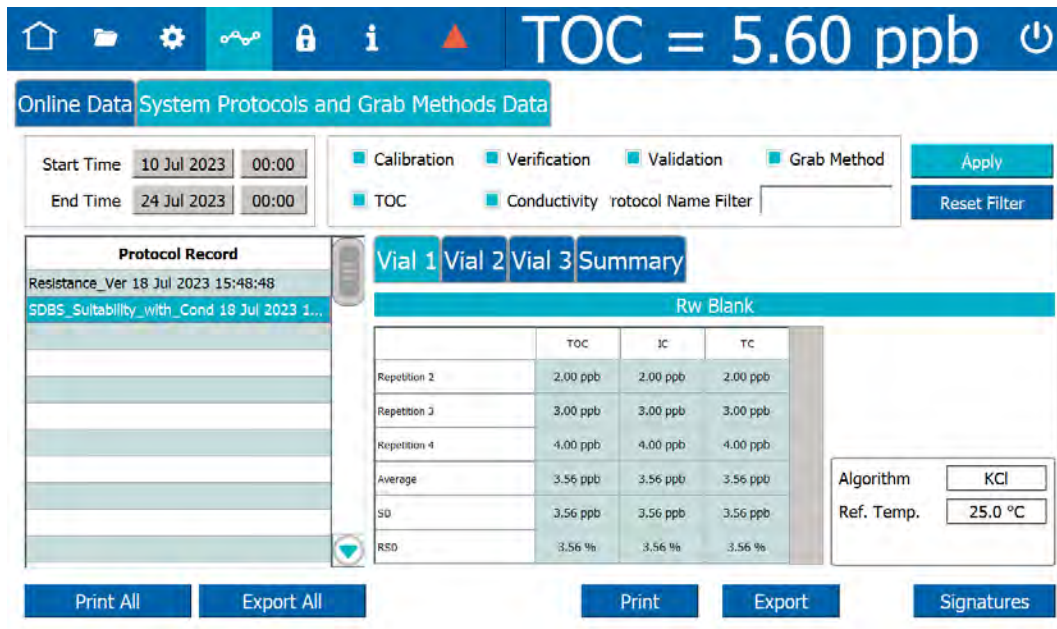 TOC = 5.60 ppb
Online Data System Protocols and Grab Methods Data
Start Time 10 Jul 2023 00:00
End Time 24 Jul 2023 00:00
Calibration Verification Validation Grab Method
TOC Conductivity rotocol Name Filter
Apply
Reset Filter
Protocol Record
Resistance_Ver 18 Jul 2023 15:48:48
SDBS_Suitability_with_Cond 18 Jul 2023 1...
Vial 1 Vial 2 Vial 3 Summary
Rw Blank
TOC IC TC
Repetition 2 2.00 ppb 2.00 ppb 2.00 ppb
Repetition 3 3.00 ppb 3.00 ppb 3.00 ppb
Repetition 4 4.00 ppb 4.00 ppb 4.00 ppb
Average 3.56 ppb 3.56 ppb 3.56 ppb
SD 3.56 ppb 3.56 ppb 3.56 ppb
RSD 3.56 % 3.56 % 3.56 %
Algorithm KCl
Ref. Temp. 25.0 °C
Print All Export All Print Export Signatures